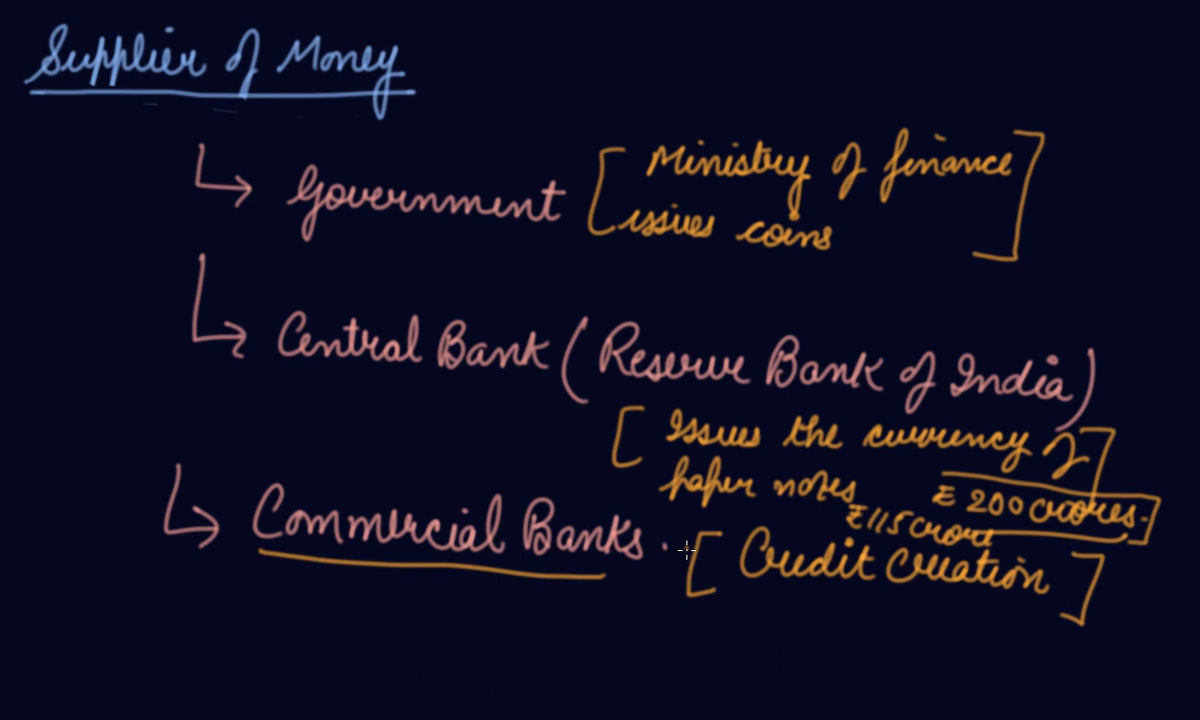 Supplier of Money
Government [ Ministry of finance
issues coins ]
Central Bank (Reserve Bank of India)
[ Issues the currency of ]
paper notes ₹ 200 crores.
₹115 crore
Commercial Banks. [ Credit Creation ]